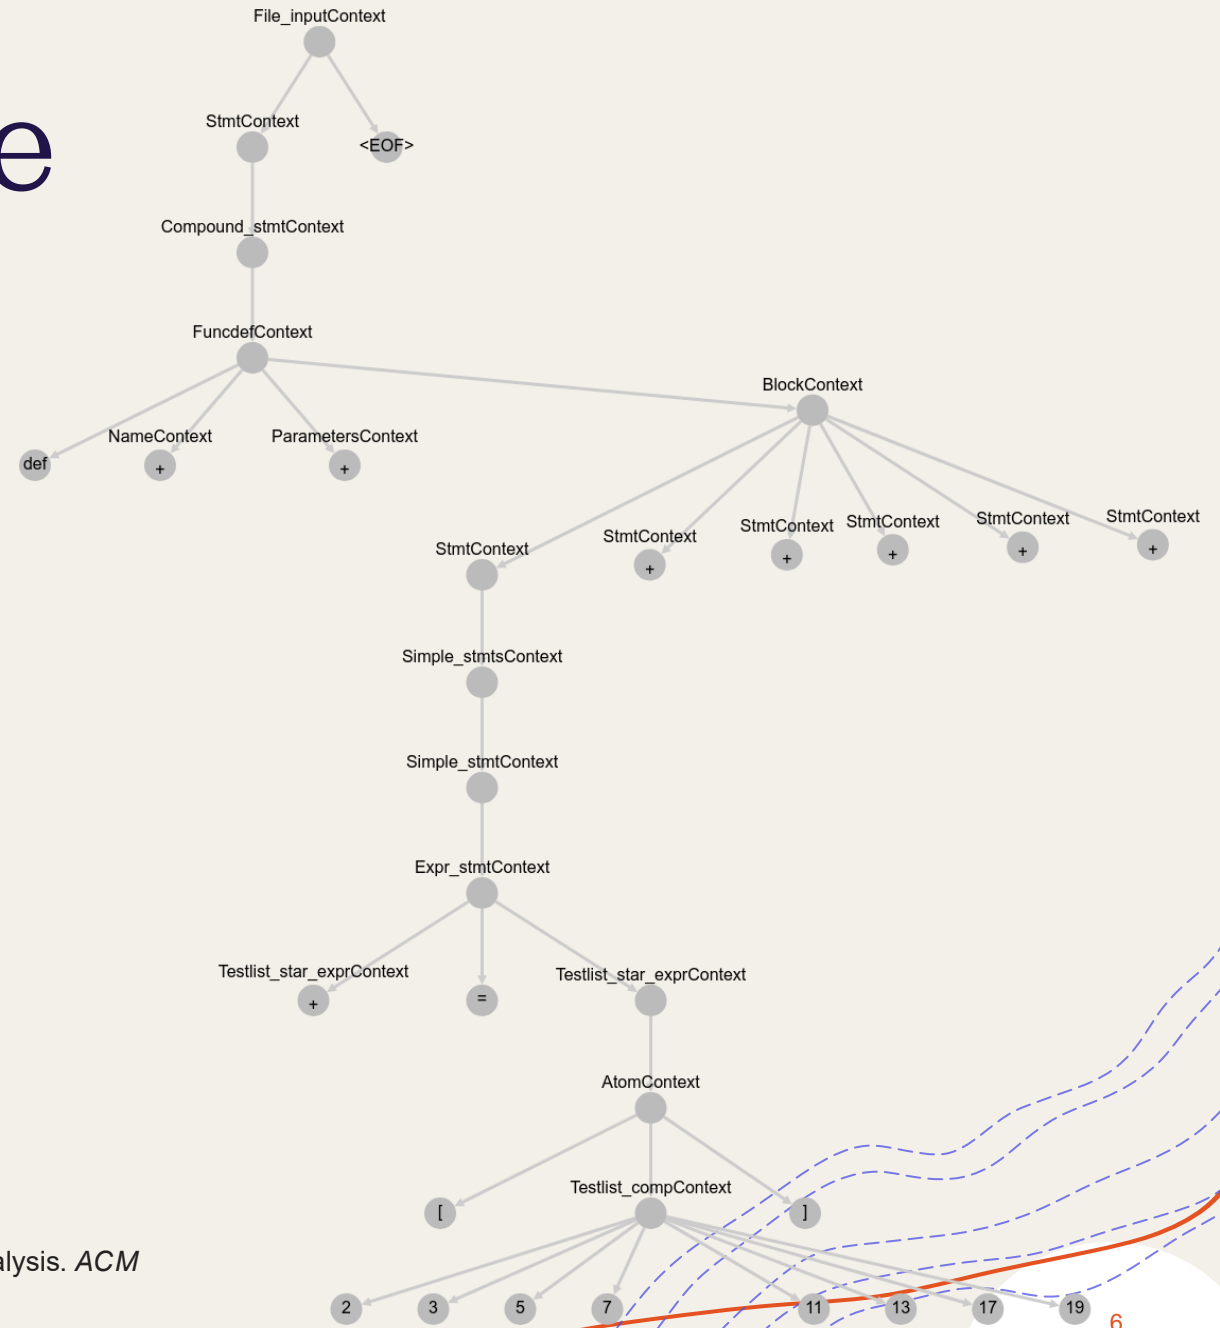 File_inputContext
e
StmtContext
<EOF>
Compound_stmtContext
FuncdefContext
BlockContext
def
NameContext
+
ParametersContext
+
StmtContext
StmtContext
+
StmtContext
+
StmtContext
+
StmtContext
+
StmtContext
+
Simple_stmtsContext
Simple_stmtContext
Expr_stmtContext
Testlist_star_exprContext
+
=
Testlist_star_exprContext
AtomContext
[
Testlist_compContext
]
alysis. ACM
2
3
5
7
11
13
17
19
6